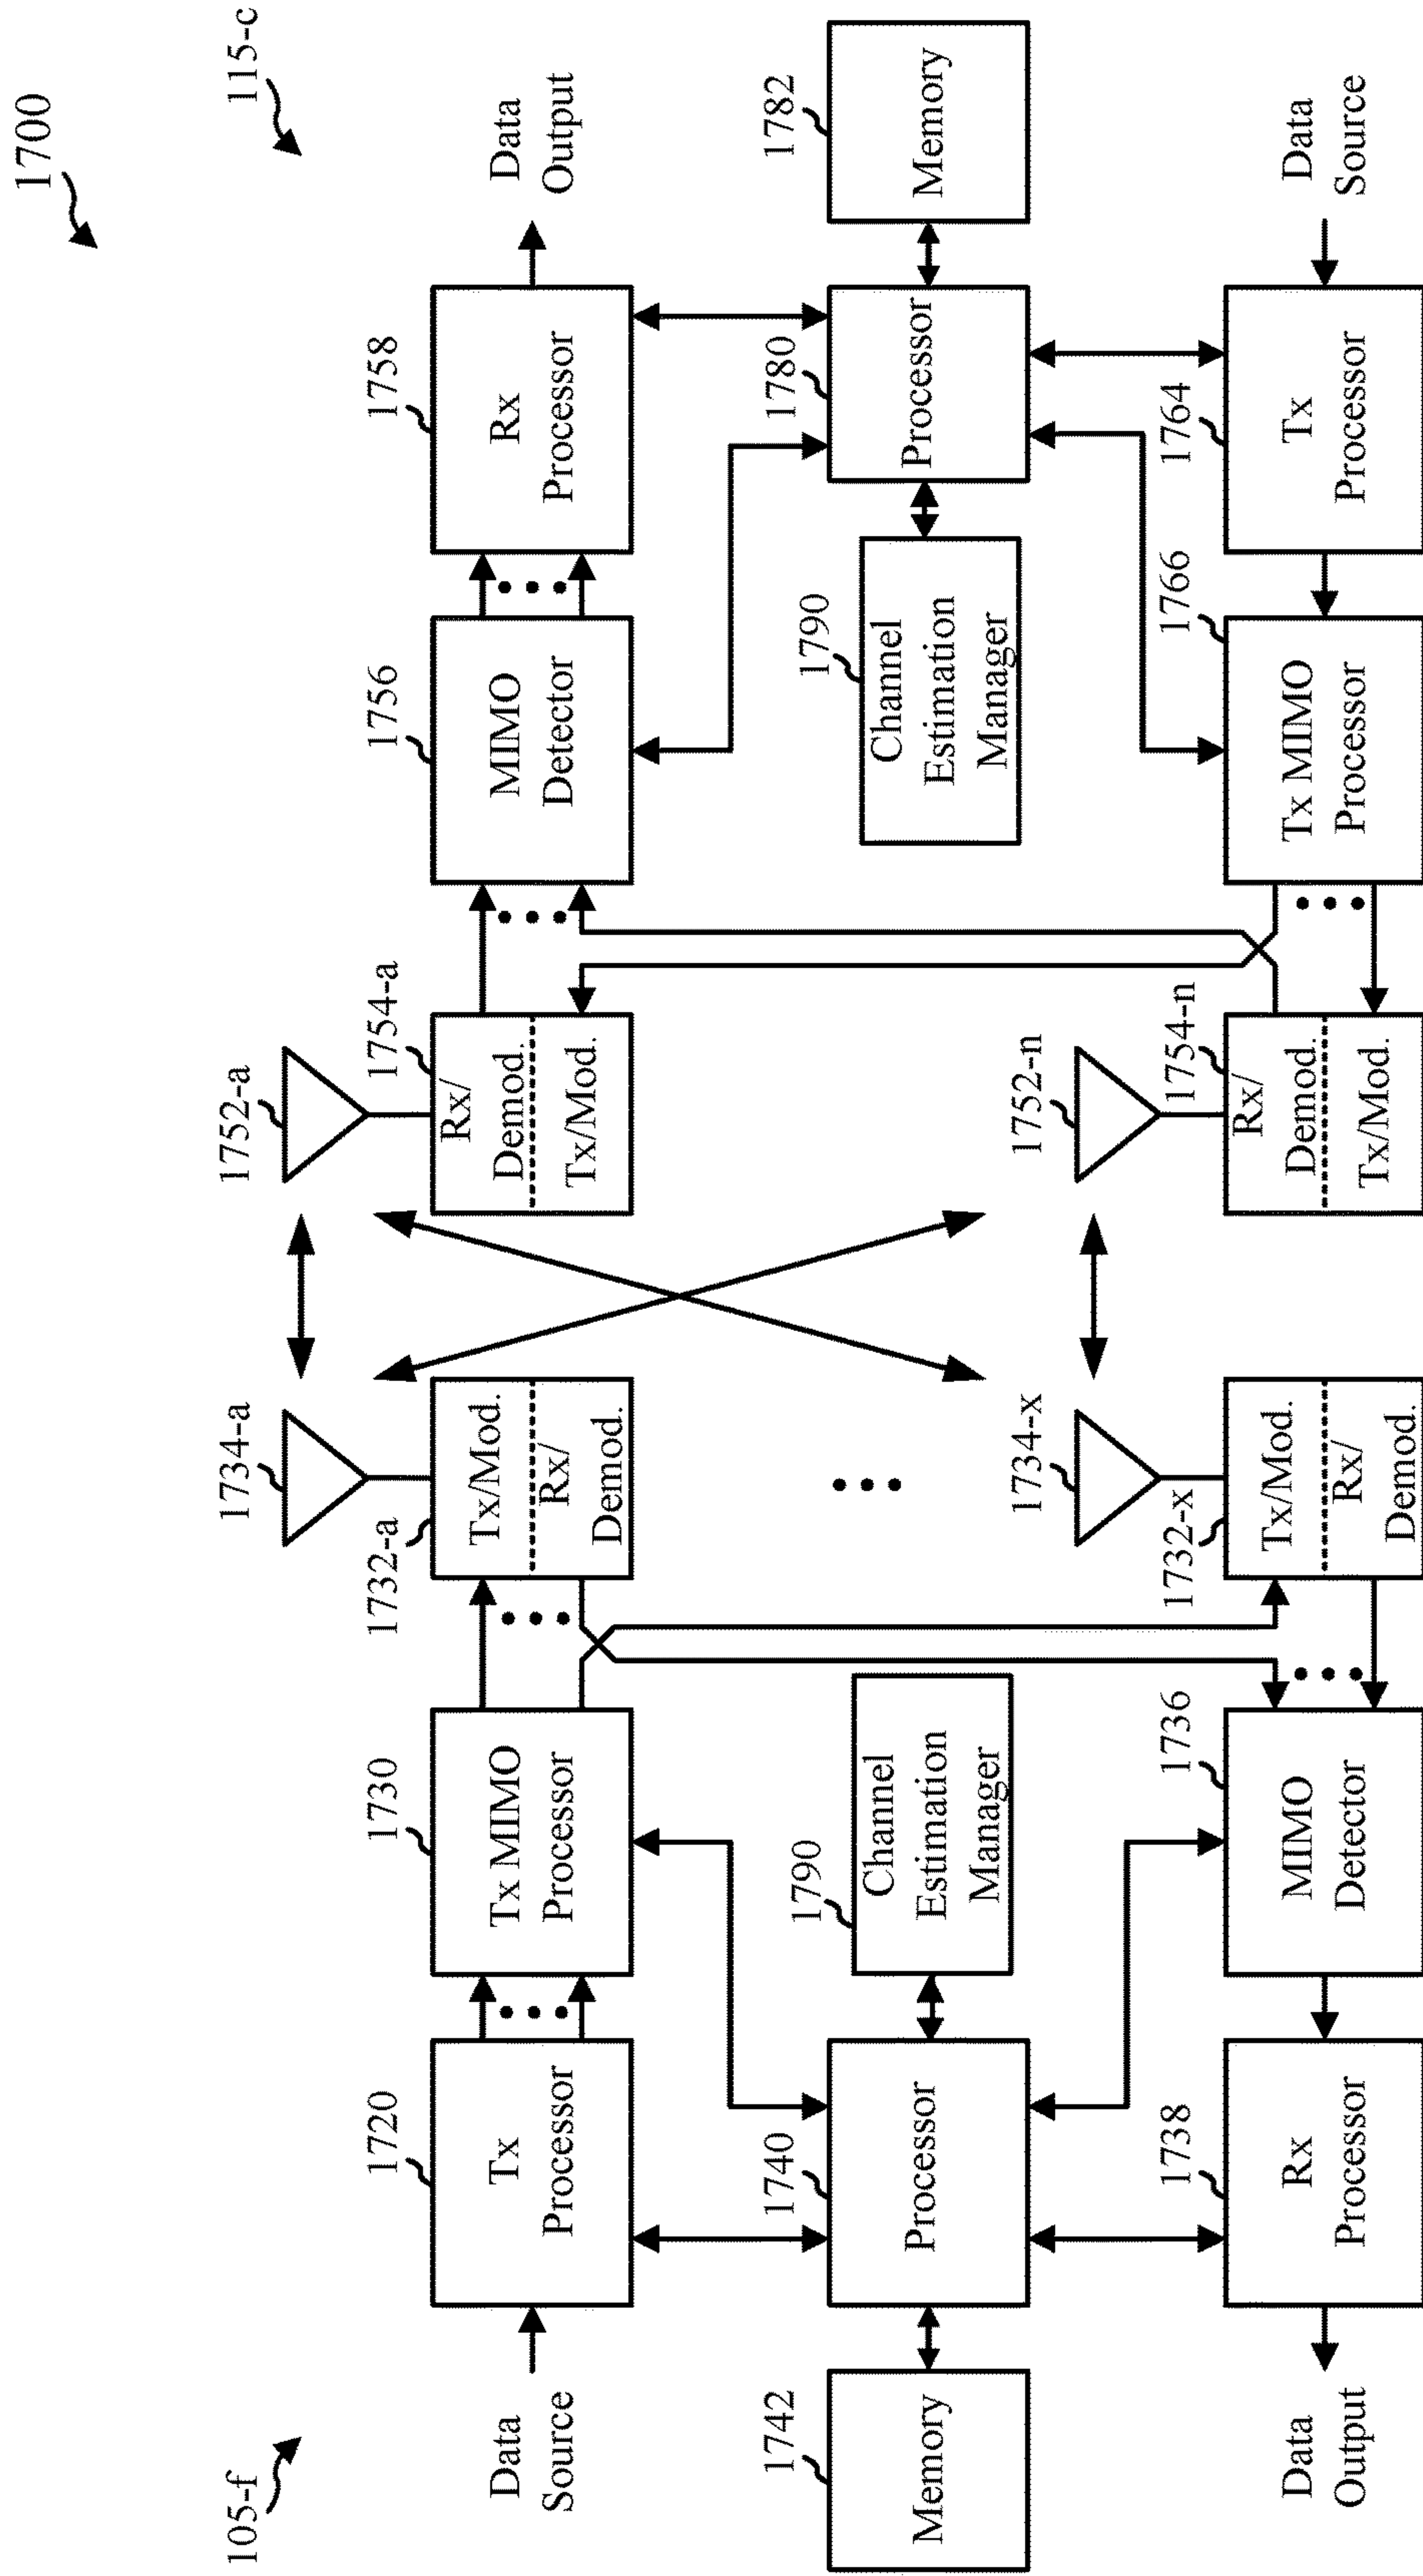 1700
105-f
115-c
Data
Source
1720
Tx
Processor
1730
Tx MIMO
Processor
1732-a
Tx/Mod.
Rx/
Demod.
1734-a
1752-a
1754-a
Rx/
Demod.
Tx/Mod.
1756
MIMO
Detector
1758
Rx
Processor
Data
Output
1742
Memory
1740
Processor
1790
Channel
Estimation
Manager
1790
Channel
Estimation
Manager
1780
Processor
1782
Memory
Data
Output
1738
Rx
Processor
1736
MIMO
Detector
1732-x
Tx/Mod.
Rx/
Demod.
1734-x
1752-n
1754-n
Rx/
Demod.
Tx/Mod.
1766
Tx MIMO
Processor
1764
Tx
Processor
Data
Source